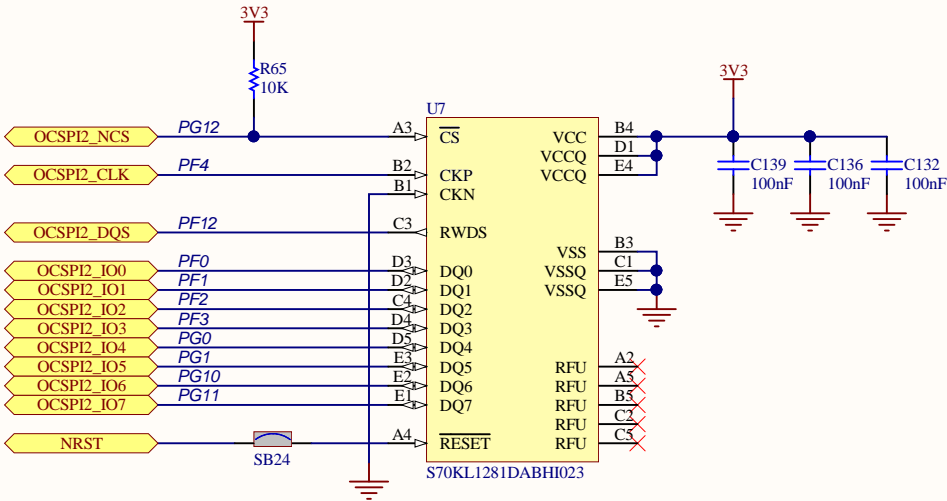 3V3
R65
10K
3V3
U7
OCSPI2_NCS PG12 A3 CS VCC B4
VCCQ D1
OCSPI2_CLK PF4 B2 CKP VCCQ E4
B1 CKN
C139 C136 C132
100nF 100nF 100nF
OCSPI2_DQS PF12 C3 RWDS
VSS B3
OCSPI2_IO0 PF0 D3 DQ0 VSSQ C1
OCSPI2_IO1 PF1 D2 DQ1 VSSQ E5
OCSPI2_IO2 PF2 C4 DQ2
OCSPI2_IO3 PF3 D4 DQ3
OCSPI2_IO4 PG0 D5 DQ4
OCSPI2_IO5 PG1 E3 DQ5 RFU A2
OCSPI2_IO6 PG10 E2 DQ6 RFU A5
OCSPI2_IO7 PG11 E1 DQ7 RFU B5
RFU C2
NRST A4 RESET RFU C5
SB24
S70KL1281DABHI023